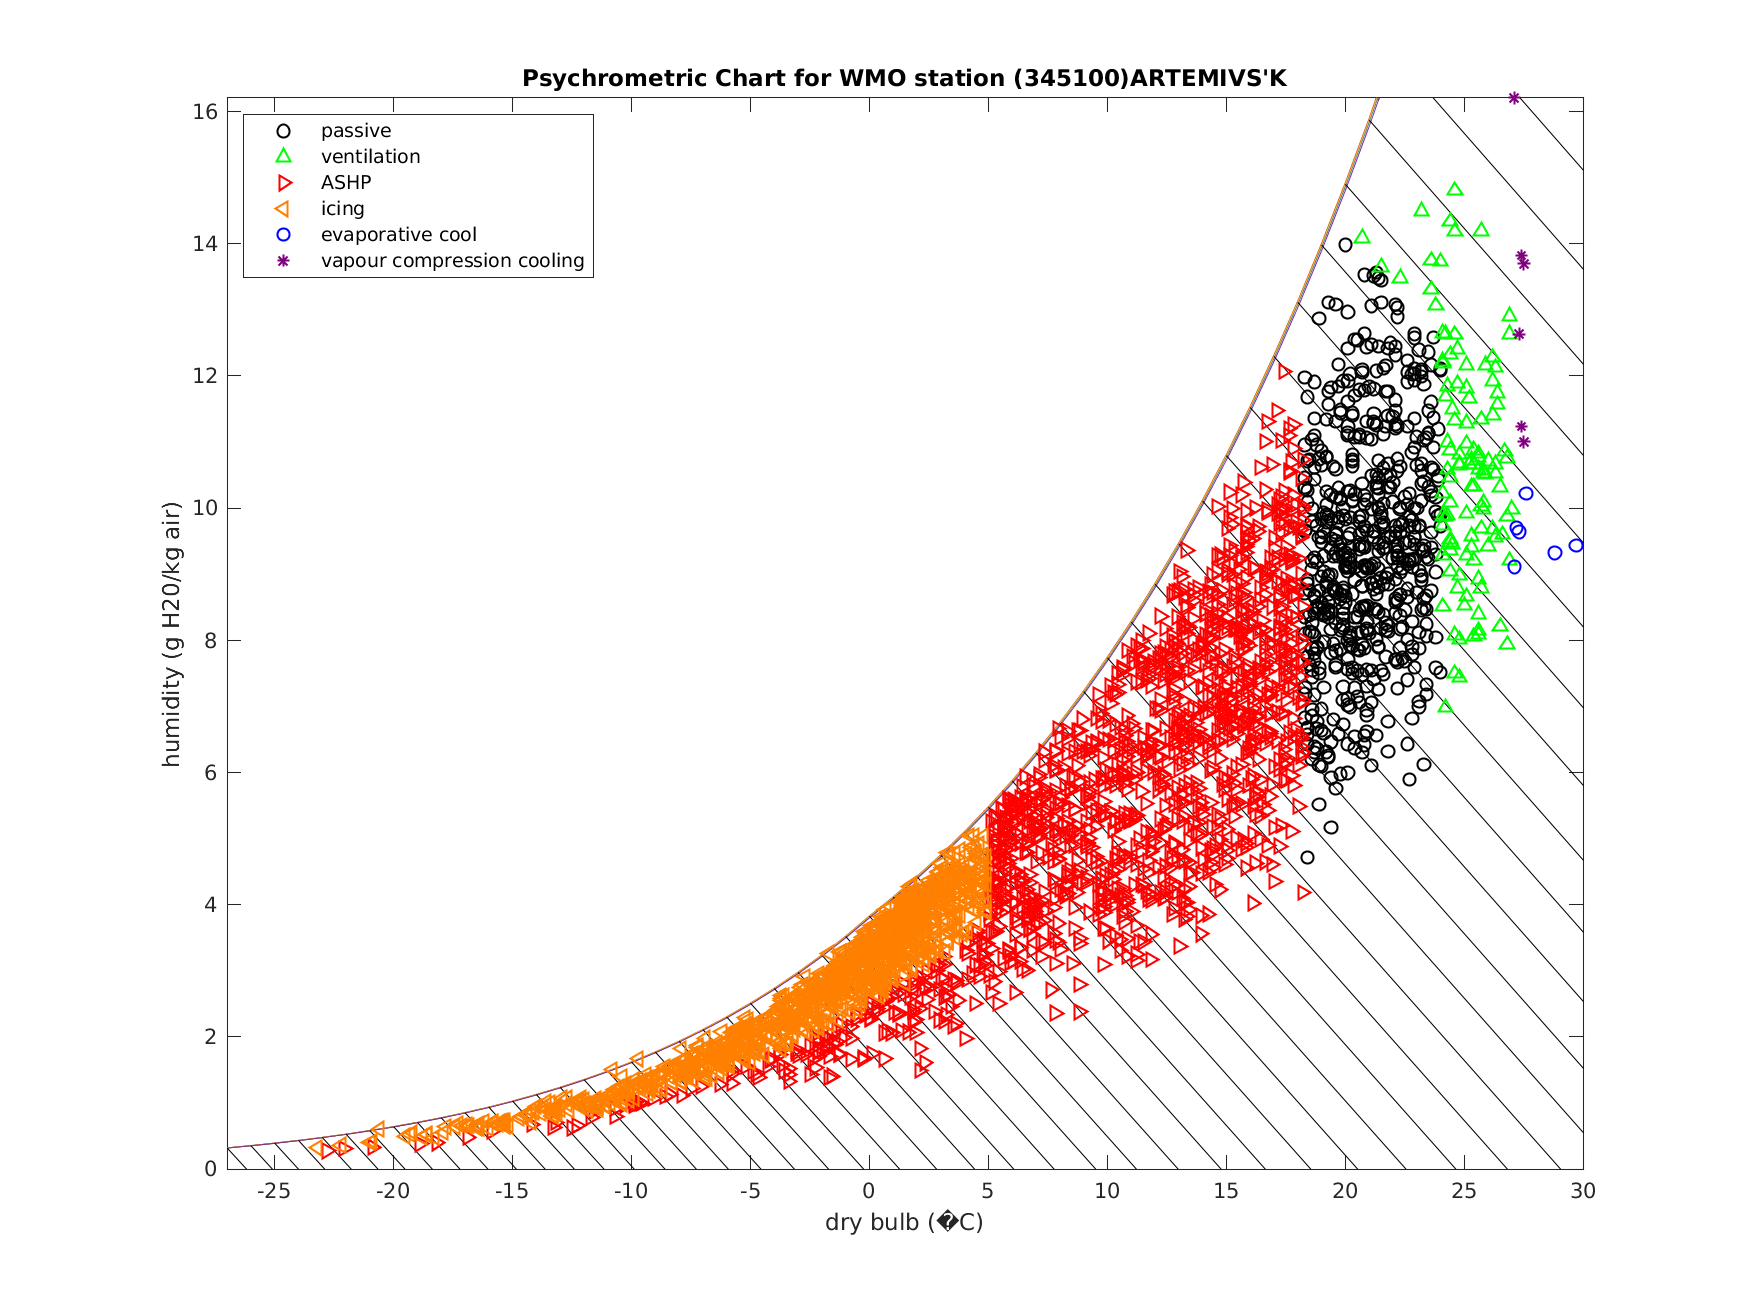 Psychrometric Chart for WMO station (345100)ARTEMIVS'K
passive
ventilation
ASHP
icing
evaporative cool
vapour compression cooling
humidity (g H20/kg air)
16
14
12
10
8
6
4
2
0
-25 -20 -15 -10 -5 0 5 10 15 20 25 30
dry bulb (�C)